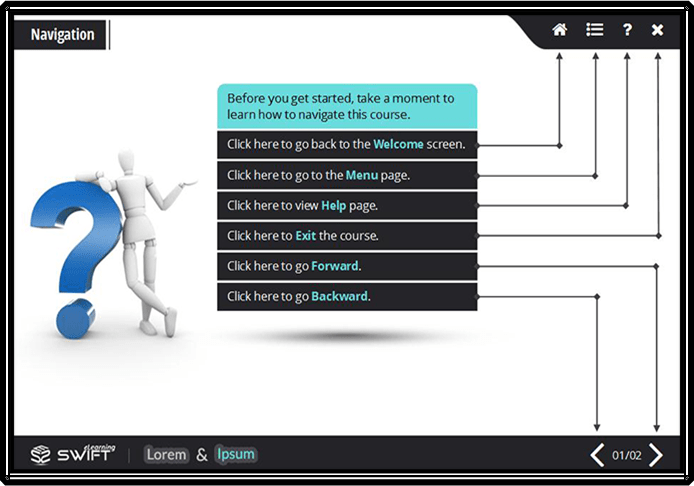 Navigation
?
Before you get started, take a moment to
learn how to navigate this course.
Click here to go back to the Welcome screen.
Click here to go to the Menu page.
Click here to view Help page.
Click here to Exit the course.
Click here to go Forward.
Click here to go Backward.
SWIFT eLearning
Lorem & Ipsum
01/02